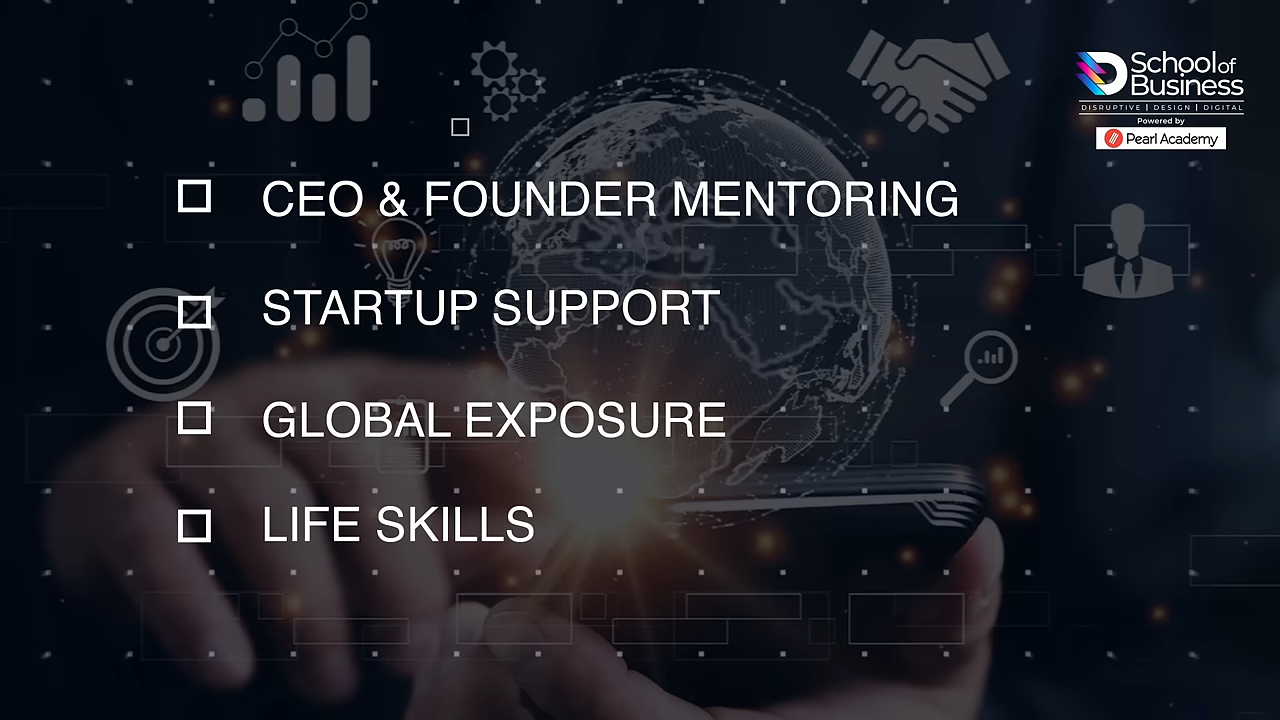 School of
Business
DISRUPTIVE | DESIGN | DIGITAL
Powered by
Pearl Academy
CEO & FOUNDER MENTORING
STARTUP SUPPORT
GLOBAL EXPOSURE
LIFE SKILLS